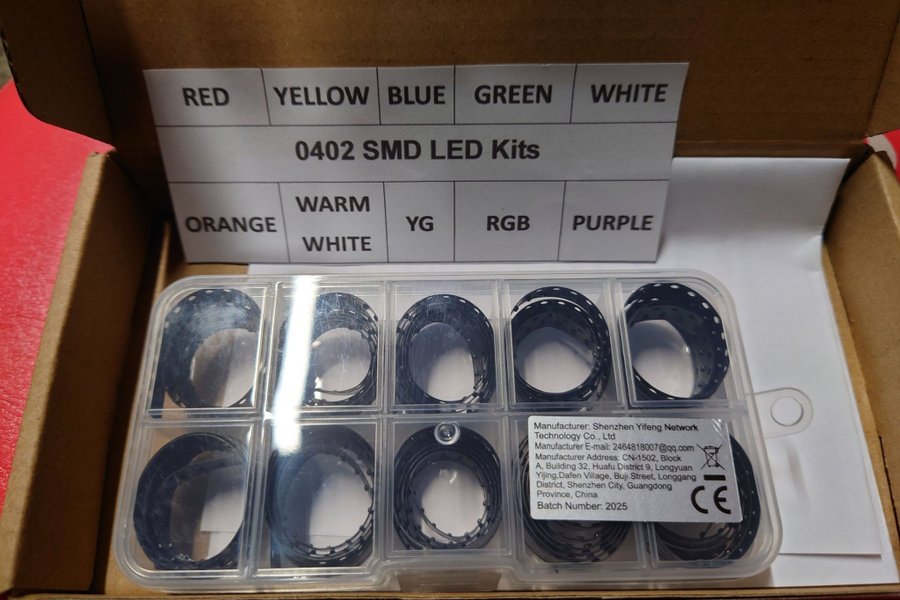 RED YELLOW BLUE GREEN WHITE
0402 SMD LED Kits
ORANGE WARM WHITE YG RGB PURPLE
Manufacturer: Shenzhen Yifeng Network
Technology Co., Ltd
Manufacturer E-mail: 2464818007@qq.com
Manufacturer Address: CN-1502, Block
A, Building 32, Huafu District 9, Longyuan
Yijing,Dafen Village, Buji Street, Longgang
District, Shenzhen City, Guangdong
Province, China
Batch Number: 2025
CE